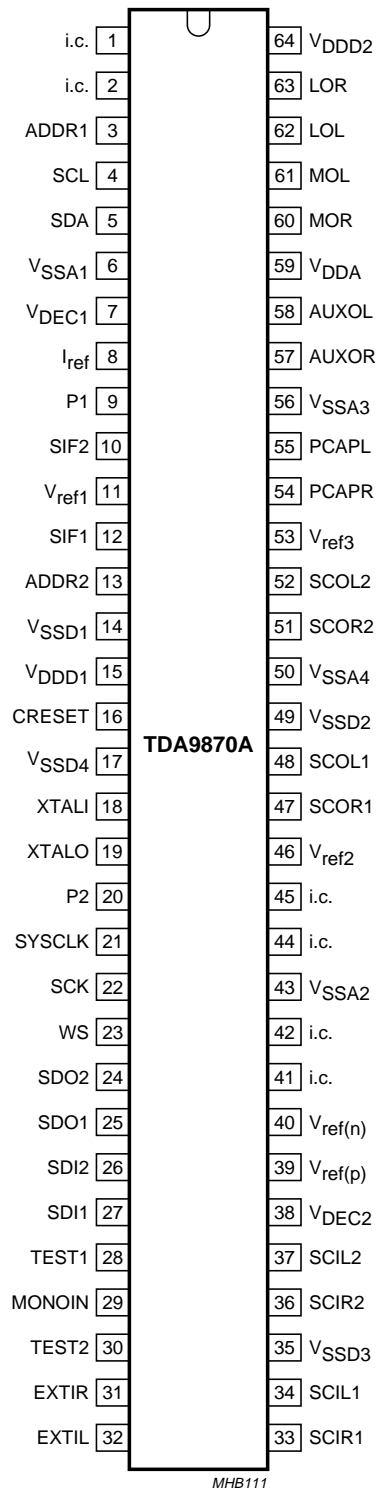 i.c. 1 64 VDDD2
i.c. 2 63 LOR
ADDR1 3 62 LOL
SCL 4 61 MOL
SDA 5 60 MOR
VSSA1 6 59 VDDA
VDEC1 7 58 AUXOL
Iref 8 57 AUXOR
P1 9 56 VSSA3
SIF2 10 55 PCAPL
Vref1 11 54 PCAPR
SIF1 12 53 Vref3
ADDR2 13 52 SCOL2
VSSD1 14 51 SCOR2
VDDD1 15 50 VSSA4
CRESET 16 49 VSSD2
TDA9870A
VSSD4 17 48 SCOL1
XTALI 18 47 SCOR1
XTALO 19 46 Vref2
P2 20 45 i.c.
SYSCLK 21 44 i.c.
SCK 22 43 VSSA2
WS 23 42 i.c.
SDO2 24 41 i.c.
SDO1 25 40 Vref(n)
SDI2 26 39 Vref(p)
SDI1 27 38 VDEC2
TEST1 28 37 SCIL2
MONOIN 29 36 SCIR2
TEST2 30 35 VSSD3
EXTIR 31 34 SCIL1
EXTIL 32 33 SCIR1
MHB111